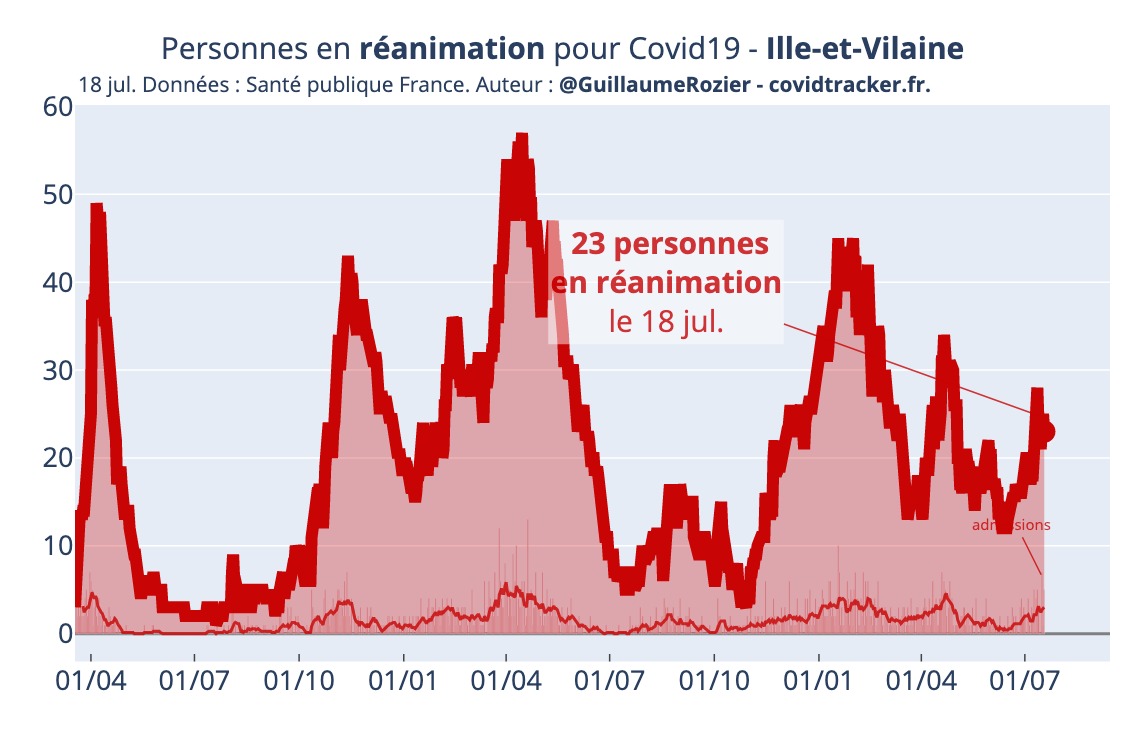 Personnes en réanimation pour Covid19 - Ille-et-Vilaine
18 jul. Données : Santé publique France. Auteur : @GuillaumeRozier - covidtracker.fr.
60
50
40
30
20
10
0
23 personnes
en réanimation
le 18 jul.
admissions
01/04 01/07 01/10 01/01 01/04 01/07 01/10 01/01 01/04 01/07